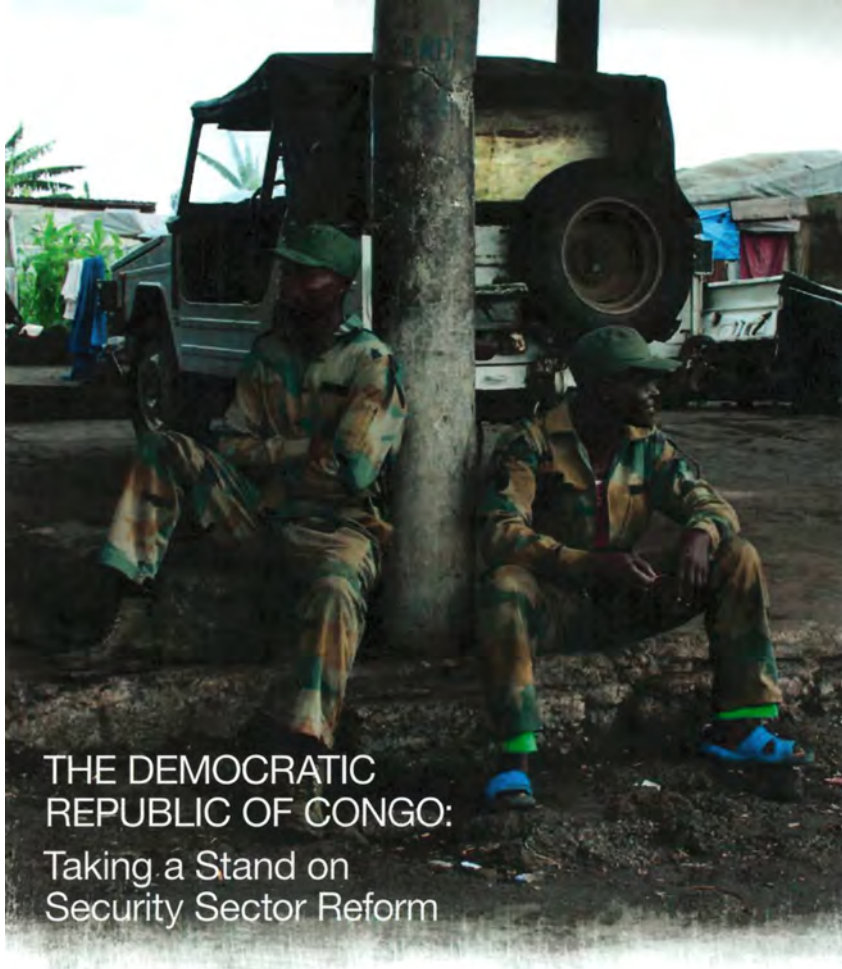 THE DEMOCRATIC
REPUBLIC OF CONGO:
Taking a Stand on
Security Sector Reform